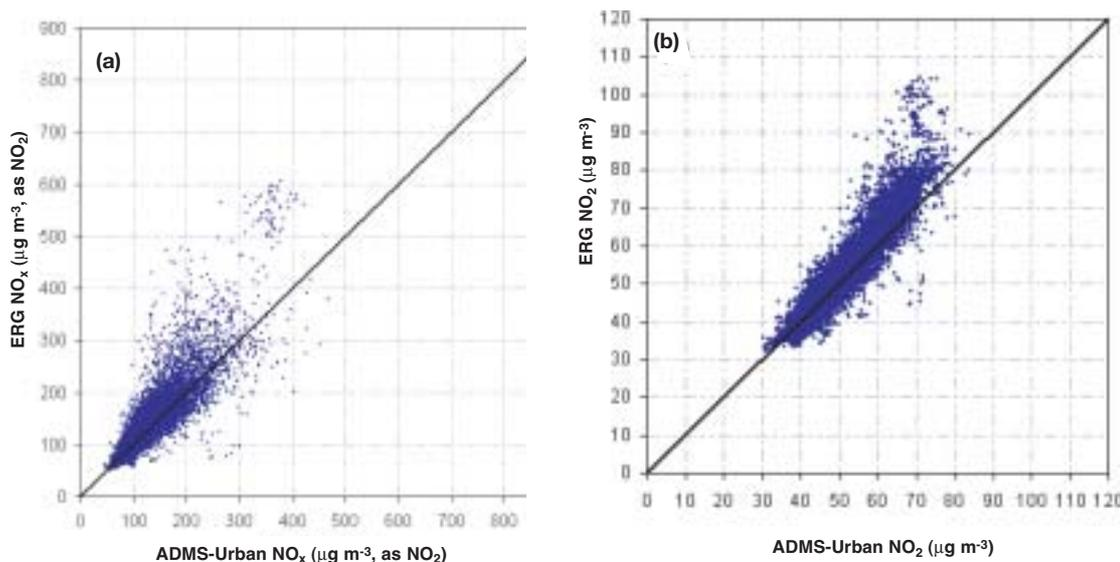 (a)
900
800
700
600
500
400
300
200
100
0
0 100 200 300 400 500 600 700 800
ERG NOₓ (μg m⁻³, as NO₂)
ADMS-Urban NOₓ (μg m⁻³, as NO₂)
(b)
120
110
100
90
80
70
60
50
40
30
20
10
0
0 10 20 30 40 50 60 70 80 90 100 110 120
ERG NO₂ (μg m⁻³)
ADMS-Urban NO₂ (μg m⁻³)